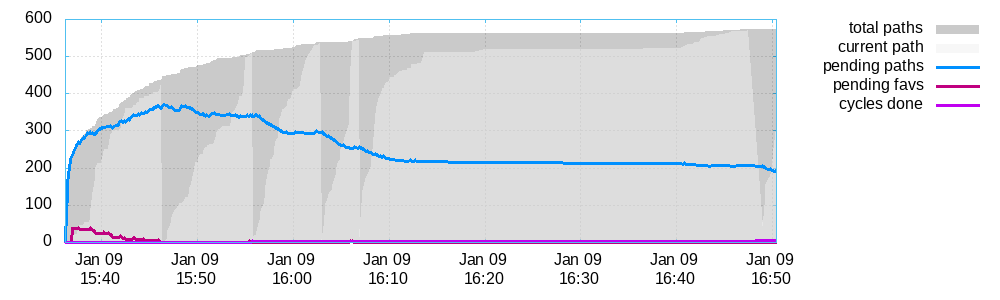 600
500
400
300
200
100
0
Jan 09 Jan 09 Jan 09 Jan 09 Jan 09 Jan 09 Jan 09 Jan 09
15:40 15:50 16:00 16:10 16:20 16:30 16:40 16:50
total paths
current path
pending paths
pending favs
cycles done